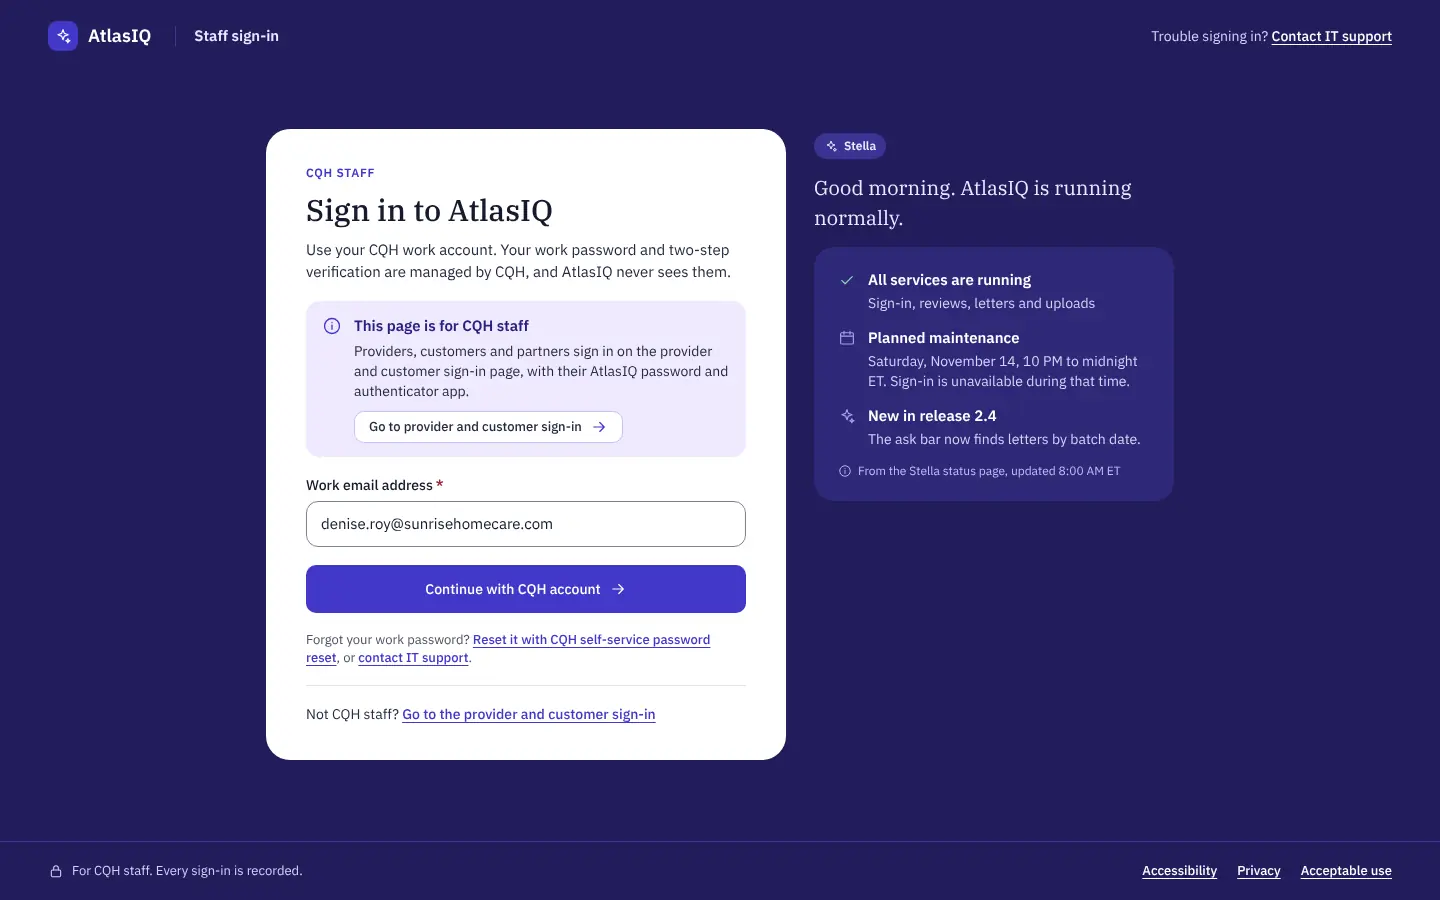 AtlasIQ
Staff sign-in
Trouble signing in? Contact IT support
CQH STAFF
Sign in to AtlasIQ
Use your CQH work account. Your work password and two-step
verification are managed by CQH, and AtlasIQ never sees them.
This page is for CQH staff
Providers, customers and partners sign in on the provider
and customer sign-in page, with their AtlasIQ password and
authenticator app.
Go to provider and customer sign-in
Work email address *
denise.roy@sunrisehomecare.com
Continue with CQH account
Forgot your work password? Reset it with CQH self-service password
reset, or contact IT support.
Not CQH staff? Go to the provider and customer sign-in
Stella
Good morning. AtlasIQ is running
normally.
All services are running
Sign-in, reviews, letters and uploads
Planned maintenance
Saturday, November 14, 10 PM to midnight
ET. Sign-in is unavailable during that time.
New in release 2.4
The ask bar now finds letters by batch date.
From the Stella status page, updated 8:00 AM ET
For CQH staff. Every sign-in is recorded.
Accessibility
Privacy
Acceptable use